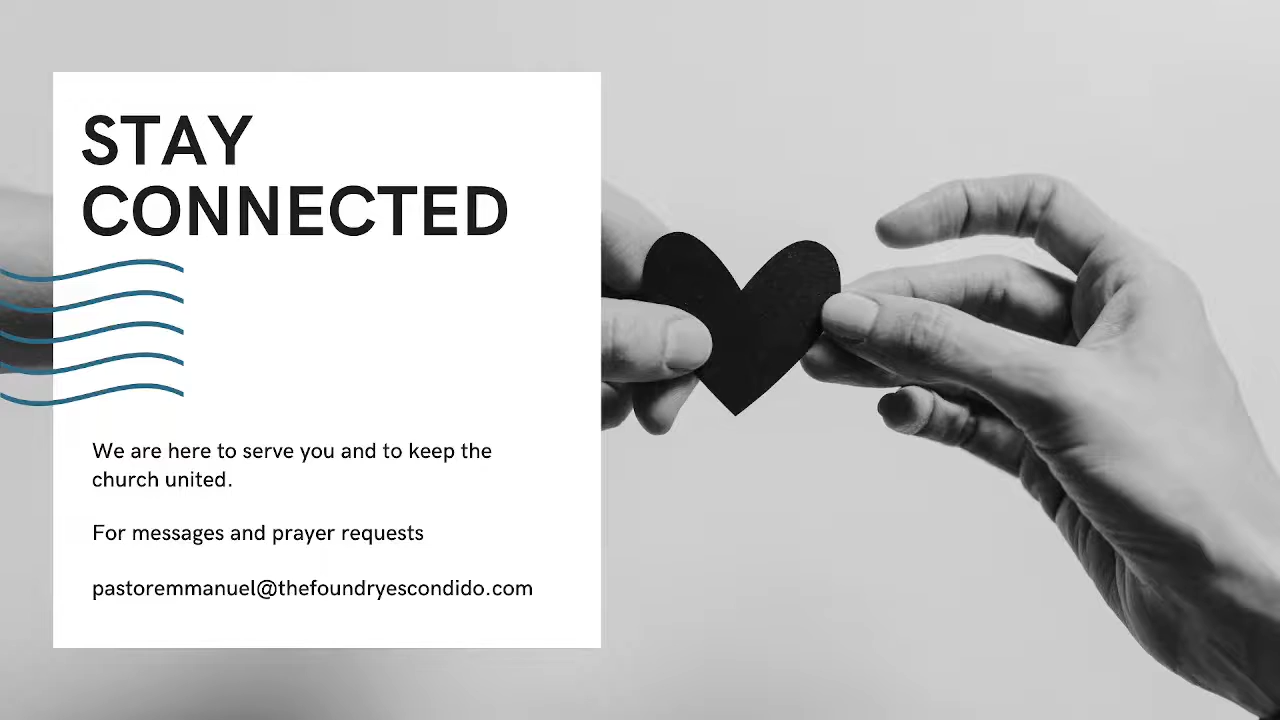 STAY
CONNECTED
We are here to serve you and to keep the
church united.
For messages and prayer requests
pastoremmanuel@thefoundryescondido.com